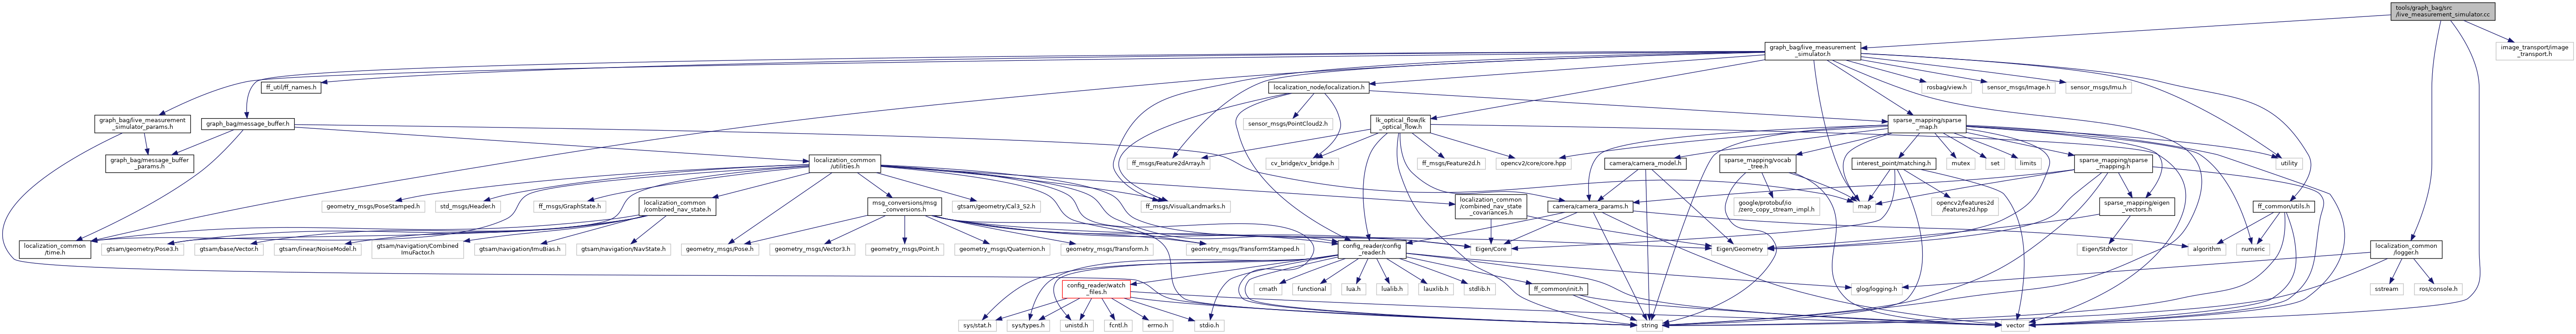 tools/graph_bag/src
/live_measurement_simulator.cc
graph_bag/live_measurement
_simulator.h
image_transport/image
_transport.h
ff_util/ff_names.h
localization_node/localization.h
rosbag/view.h
sensor_msgs/Image.h
sensor_msgs/Imu.h
graph_bag/live_measurement
_simulator_params.h
graph_bag/message_buffer.h
sensor_msgs/PointCloud2.h
lk_optical_flow/lk
_optical_flow.h
sparse_mapping/sparse
_map.h
graph_bag/message_buffer
_params.h
localization_common
/utilities.h
ff_msgs/Feature2dArray.h
cv_bridge/cv_bridge.h
ff_msgs/Feature2d.h
opencv2/core/core.hpp
camera/camera_model.h
sparse_mapping/vocab
_tree.h
interest_point/matching.h
mutex
set
limits
sparse_mapping/sparse
_mapping.h
utility
geometry_msgs/PoseStamped.h
std_msgs/Header.h
ff_msgs/GraphState.h
localization_common
/combined_nav_state.h
msg_conversions/msg
_conversions.h
gtsam/geometry/Cal3_S2.h
ff_msgs/VisualLandmarks.h
localization_common
/combined_nav_state
_covariances.h
camera/camera_params.h
google/protobuf/io
/zero_copy_stream_impl.h
map
opencv2/features2d
/features2d.hpp
sparse_mapping/eigen
_vectors.h
ff_common/utils.h
localization_common
/time.h
gtsam/geometry/Pose3.h
gtsam/base/Vector.h
gtsam/linear/NoiseModel.h
gtsam/navigation/Combined
ImuFactor.h
gtsam/navigation/ImuBias.h
gtsam/navigation/NavState.h
geometry_msgs/Pose.h
geometry_msgs/Vector3.h
geometry_msgs/Point.h
geometry_msgs/Quaternion.h
geometry_msgs/Transform.h
geometry_msgs/TransformStamped.h
config_reader/config
_reader.h
Eigen/Core
Eigen/Geometry
Eigen/StdVector
algorithm
numeric
localization_common
/logger.h
config_reader/watch
_files.h
cmath
functional
lua.h
lualib.h
lauxlib.h
stdlib.h
ff_common/init.h
glog/logging.h
sstream
ros/console.h
sys/stat.h
sys/types.h
unistd.h
fcntl.h
errno.h
stdio.h
string
vector